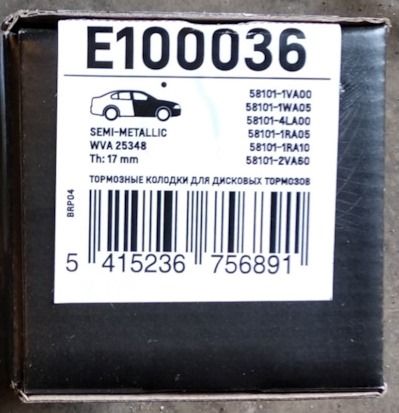 E100036
58101-1VA00
58101-1WA05
58101-4LA00
SEMI-METALLIC 58101-1RA05
WVA 25348 58101-1RA10
Th: 17 mm 58101-2VA60
ТОРМОЗНЫЕ КОЛОДКИ ДЛЯ ДИСКОВЫХ ТОРМОЗОВ
BRP04
5 415236 756891